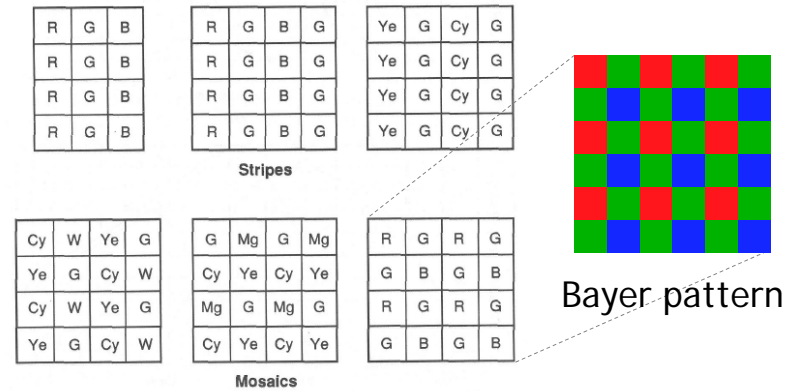 R G B
R G B
R G B
R G B
R G B G
R G B G
R G B G
R G B G
Ye G Cy G
Ye G Cy G
Ye G Cy G
Ye G Cy G
Stripes
Cy W Ye G
Ye G Cy W
Cy W Ye G
Ye G Cy W
G Mg G Mg
Cy Ye Cy Ye
Mg G Mg G
Cy Ye Cy Ye
R G R G
G B G B
R G R G
G B G B
Mosaics
Bayer pattern